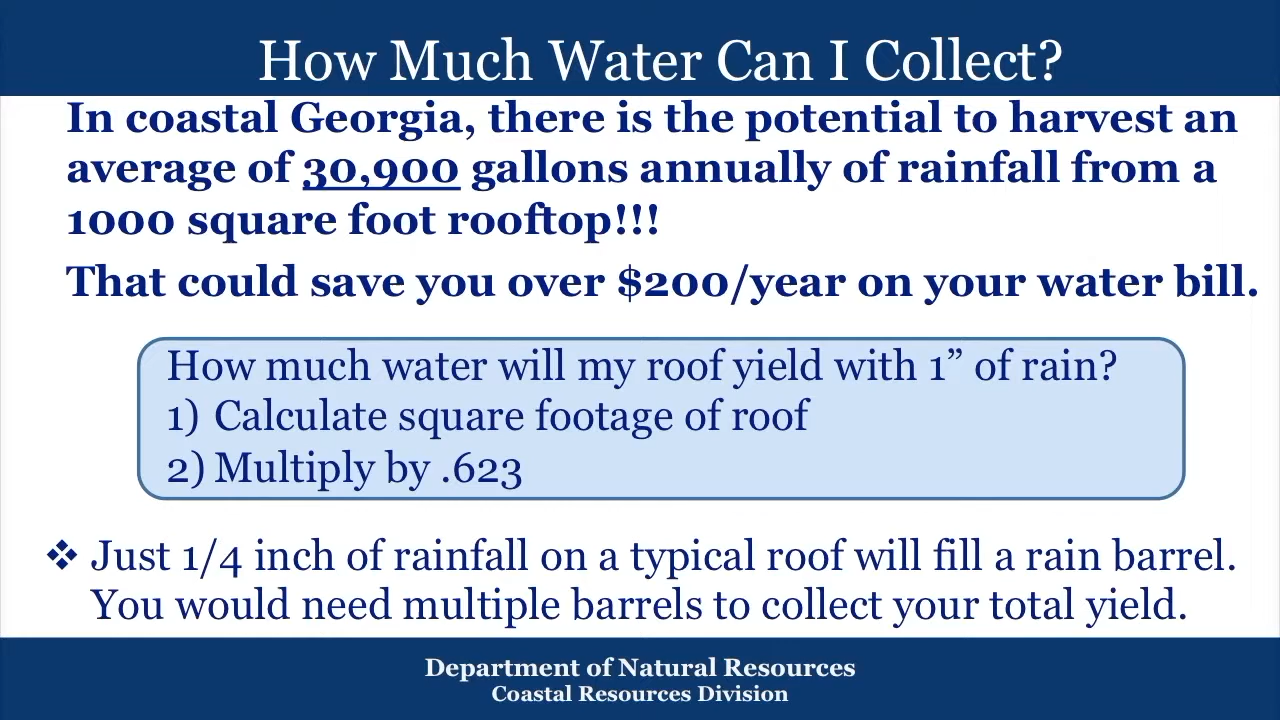 How Much Water Can I Collect?
In coastal Georgia, there is the potential to harvest an
average of 30,900 gallons annually of rainfall from a
1000 square foot rooftop!!!
That could save you over $200/year on your water bill.
How much water will my roof yield with 1” of rain?
1) Calculate square footage of roof
2) Multiply by .623
❖ Just 1/4 inch of rainfall on a typical roof will fill a rain barrel.
You would need multiple barrels to collect your total yield.
Department of Natural Resources
Coastal Resources Division